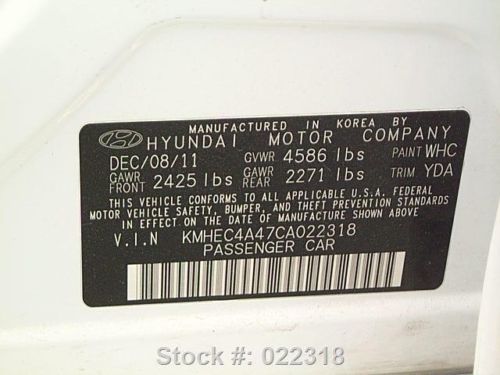 MANUFACTURED IN KOREA BY
HYUNDAI MOTOR COMPANY
DEC/08/11 GVWR 4586 lbs PAINT WHC
GAWR FRONT 2425 lbs GAWR REAR 2271 lbs TRIM YDA
THIS VEHICLE CONFORMS TO ALL APPLICABLE U.S.A. FEDERAL
MOTOR VEHICLE SAFETY, BUMPER, AND THEFT PREVENTION
STANDARDS IN EFFECT ON THE DATE OF MANUFACTURE SHOWN ABOVE.
V.I.N KMHEC4A47CA022318
PASSENGER CAR
Stock #: 022318